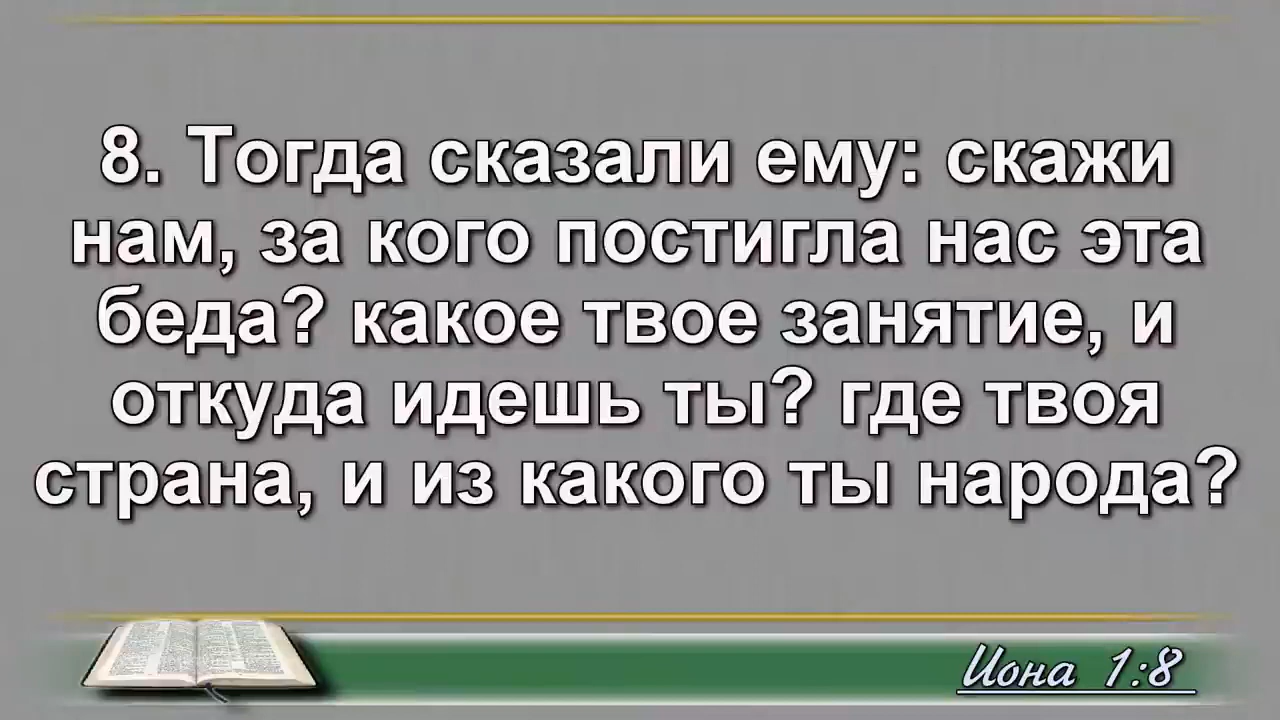 8. Тогда сказали ему: скажи
нам, за кого постигла нас эта
беда? какое твое занятие, и
откуда идешь ты? где твоя
страна, и из какого ты народа?
Иона 1:8